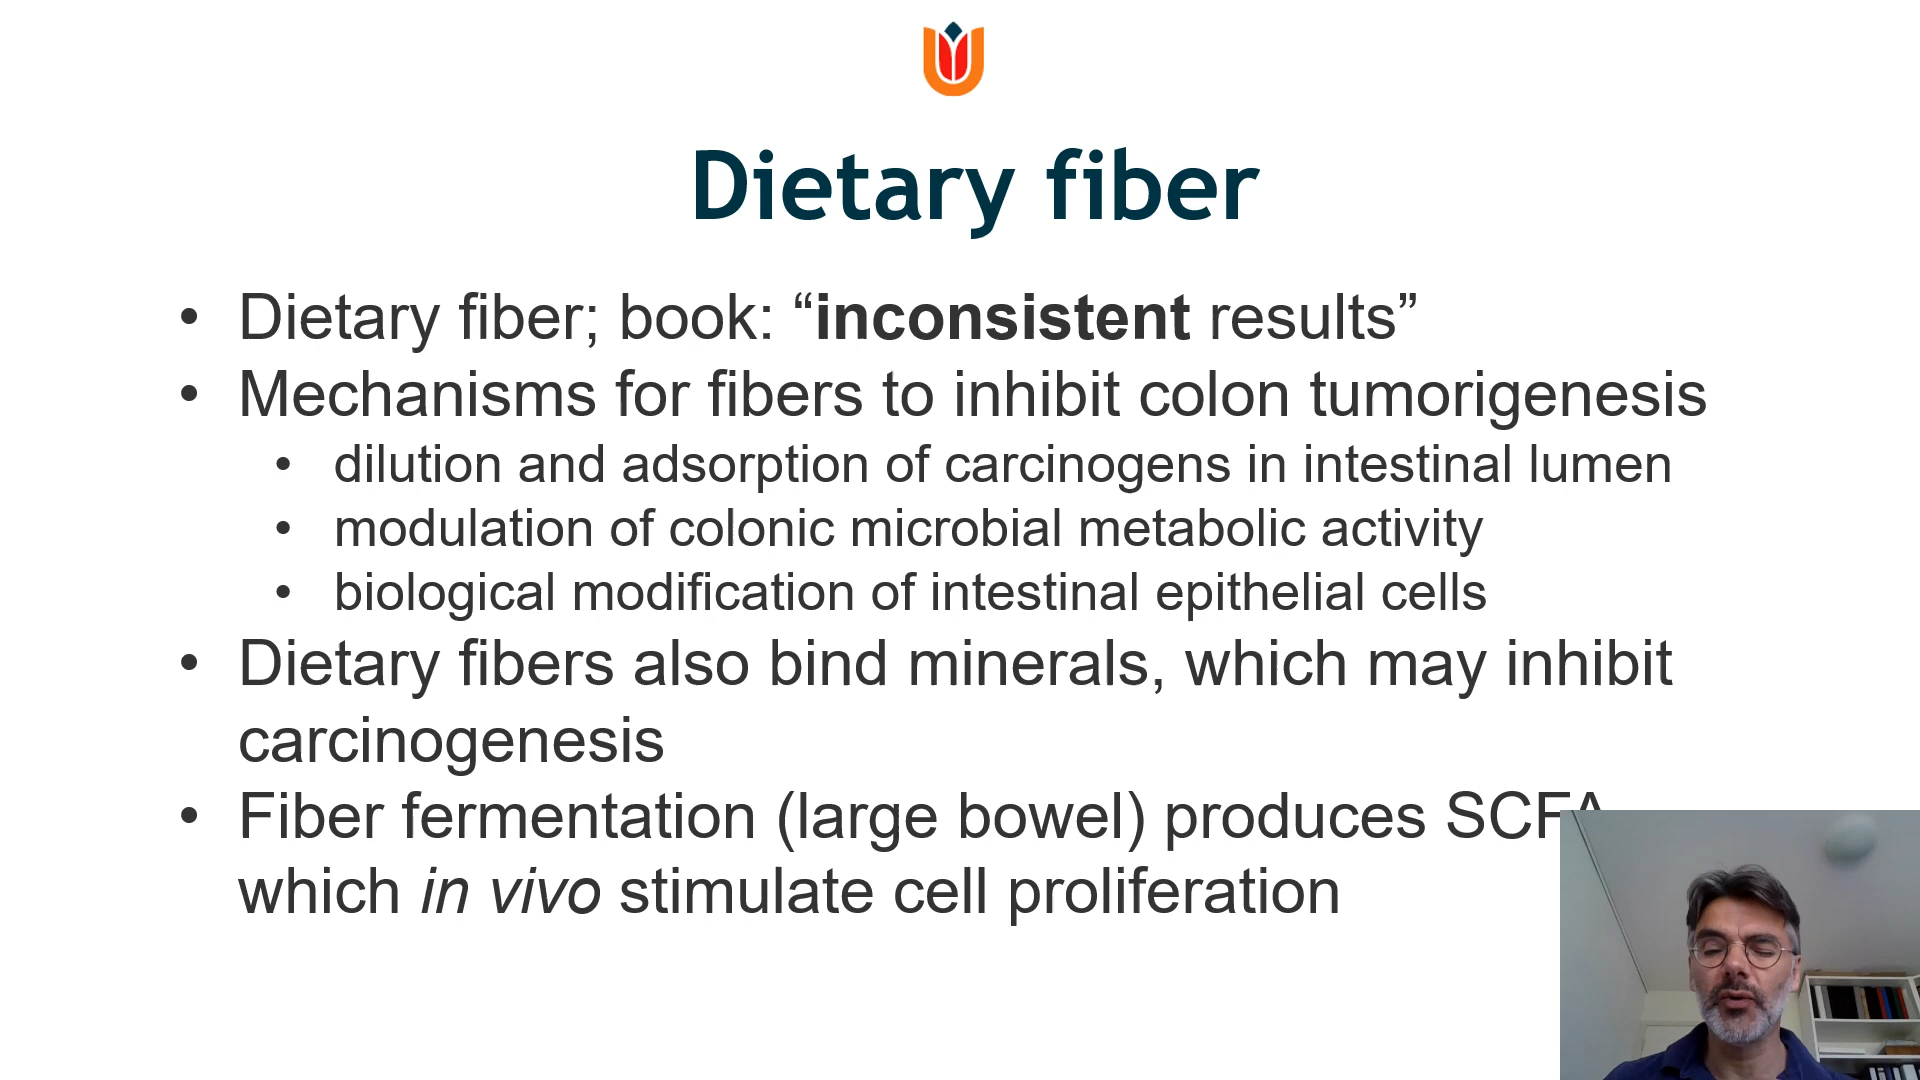 Dietary fiber
• Dietary fiber; book: “inconsistent results”
• Mechanisms for fibers to inhibit colon tumorigenesis
• dilution and adsorption of carcinogens in intestinal lumen
• modulation of colonic microbial metabolic activity
• biological modification of intestinal epithelial cells
• Dietary fibers also bind minerals, which may inhibit
carcinogenesis
• Fiber fermentation (large bowel) produces SCFA
which in vivo stimulate cell proliferation